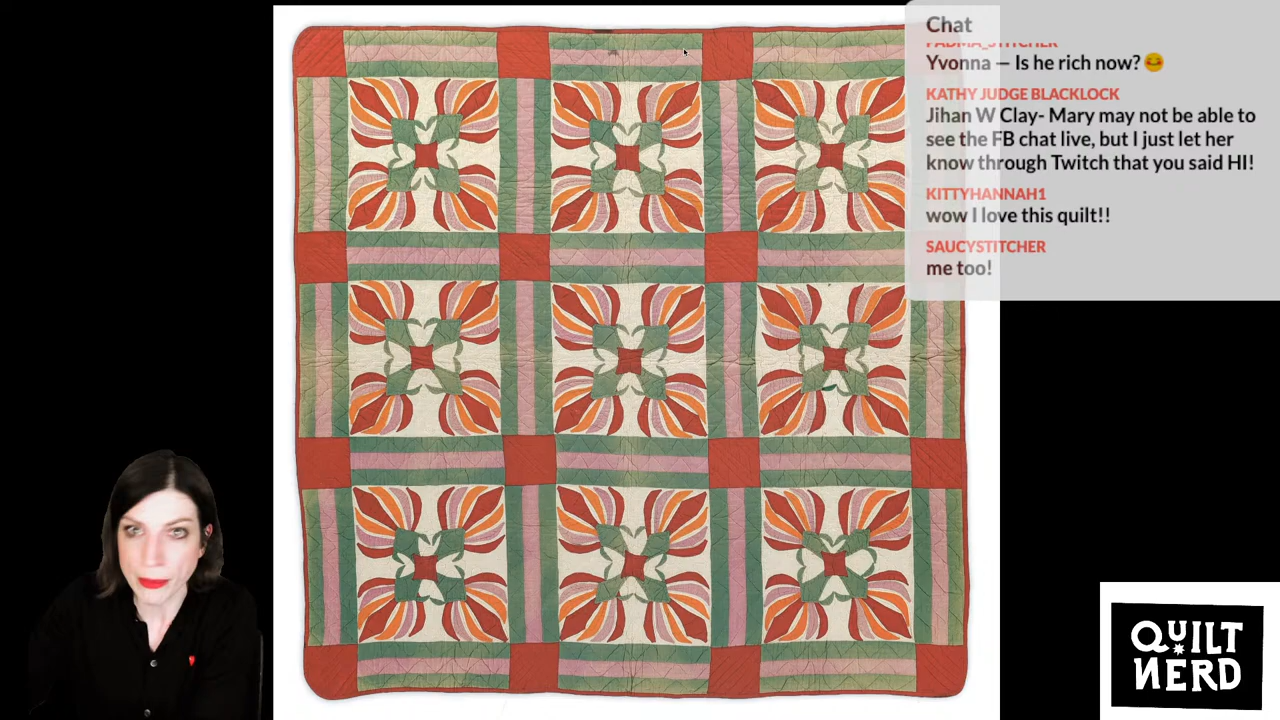 Chat
PADMA_STITCHER
Yvonna — Is he rich now? 😄
KATHY JUDGE BLACKLOCK
Jihan W Clay- Mary may not be able to
see the FB chat live, but I just let her
know through Twitch that you said HI!
KITTYHANNAH1
wow I love this quilt!!
SAUCYSTITCHER
me too!
QUILT
NERD